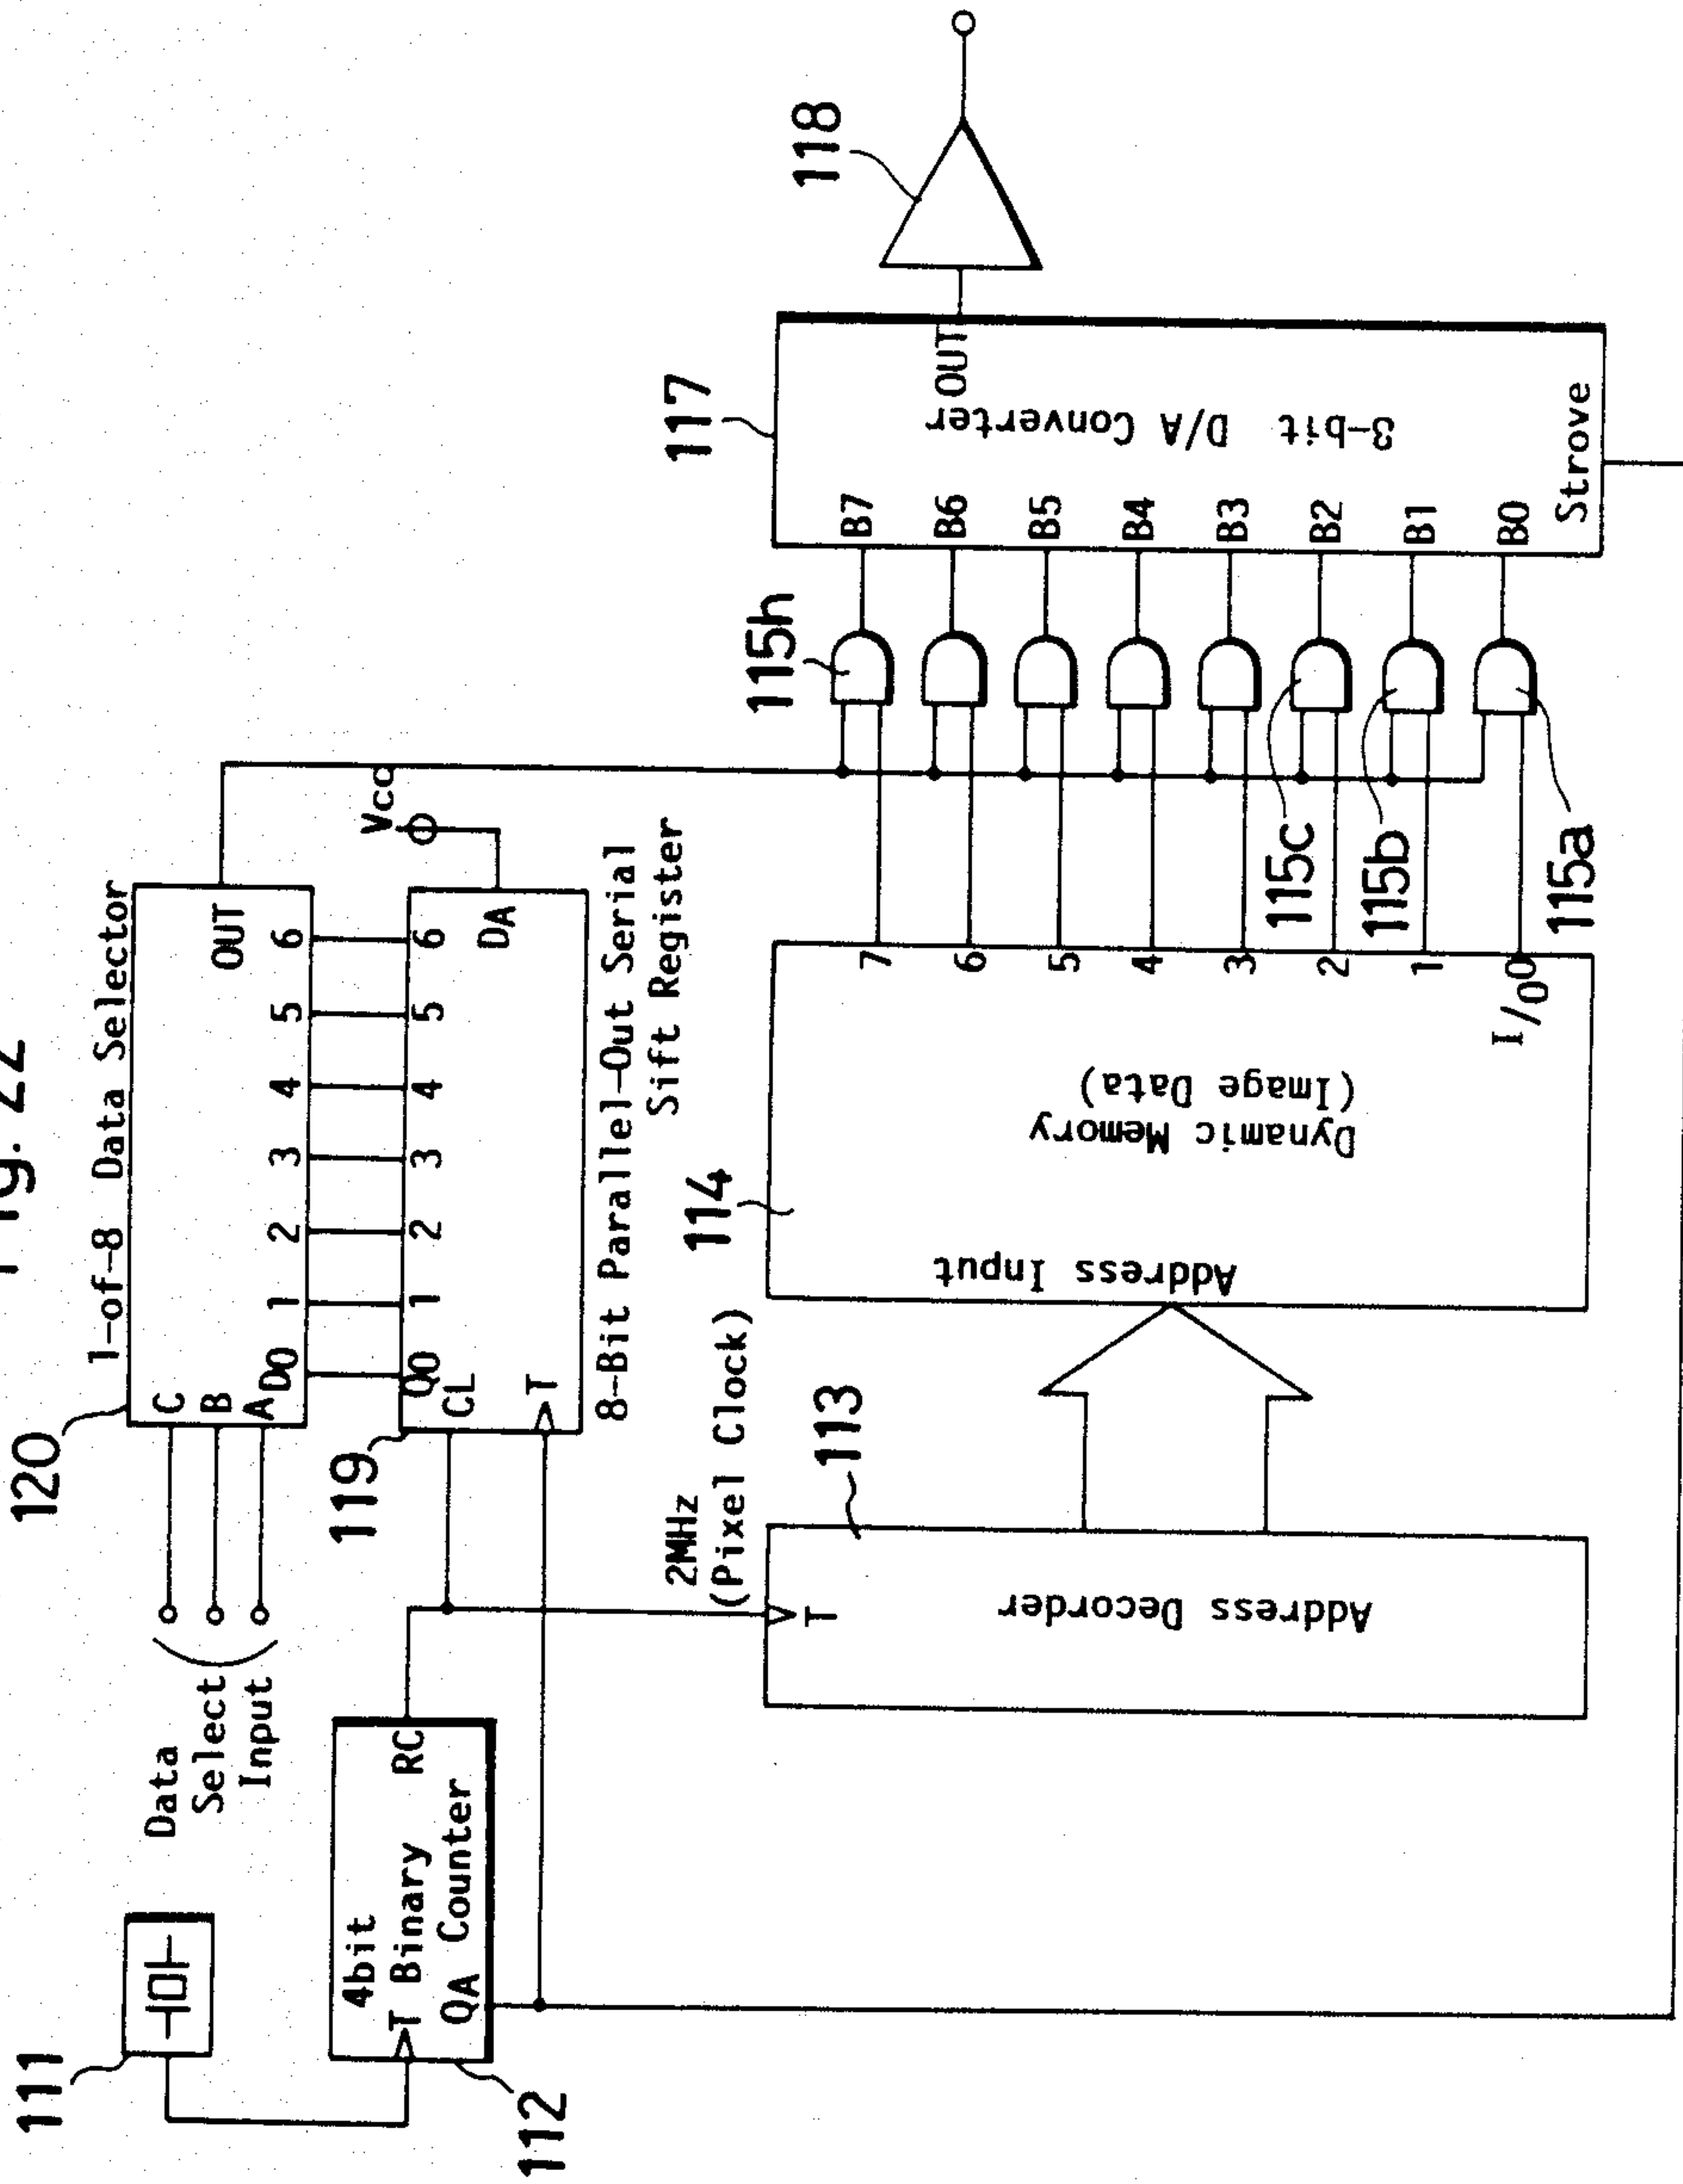 Fig. 22
120
1-of-8 Data Selector
C
B
A
D0 1 2 3 4 5 6
OUT
Data
Select
Input
119
Q0 1 2 3 4 5 6
CL
T
DA
Vcc
8-Bit Parallel-Out Serial
Sift Register
111
112
4bit
T Binary
QA Counter
RC
2MHz
(Pixel Clock)
113
T
Address Decorder
114
Address Input
Dynamic Memory
(Image Data)
7
6
5
4
3
2
1
I/O0
115h
115c
115b
115a
117
B7
B6
B5
B4
B3
B2
B1
B0
OUT
8-bit D/A Converter
Strove
118